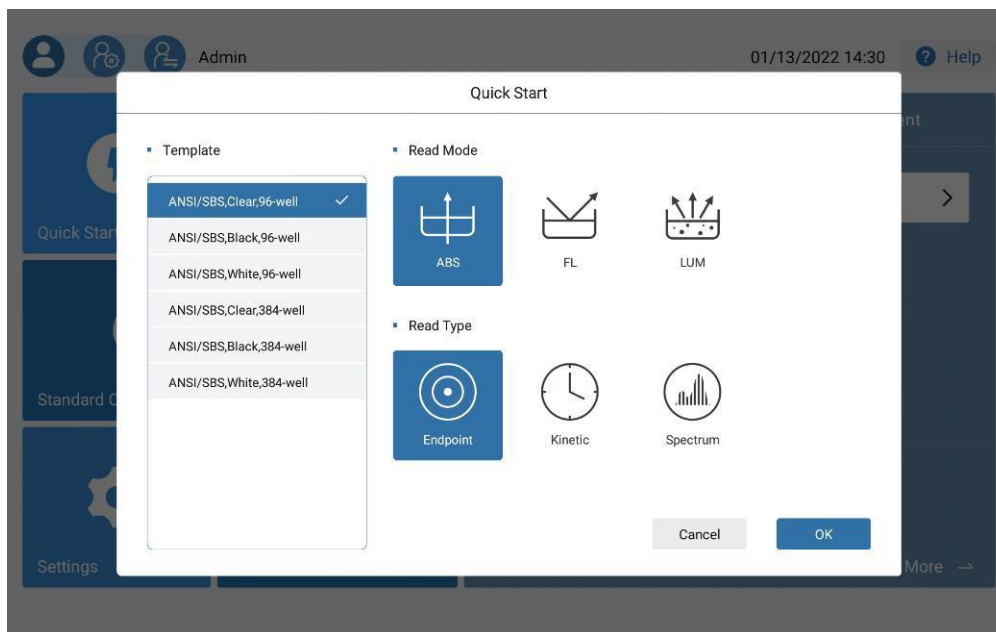 Admin
01/13/2022 14:30
? Help
Quick Start
Template
Read Mode
ANSI/SBS,Clear,96-well
ANSI/SBS,Black,96-well
ANSI/SBS,White,96-well
ANSI/SBS,Clear,384-well
ANSI/SBS,Black,384-well
ANSI/SBS,White,384-well
ABS
FL
LUM
Read Type
Endpoint
Kinetic
Spectrum
Cancel
OK
Quick Star
Standard
Settings
More